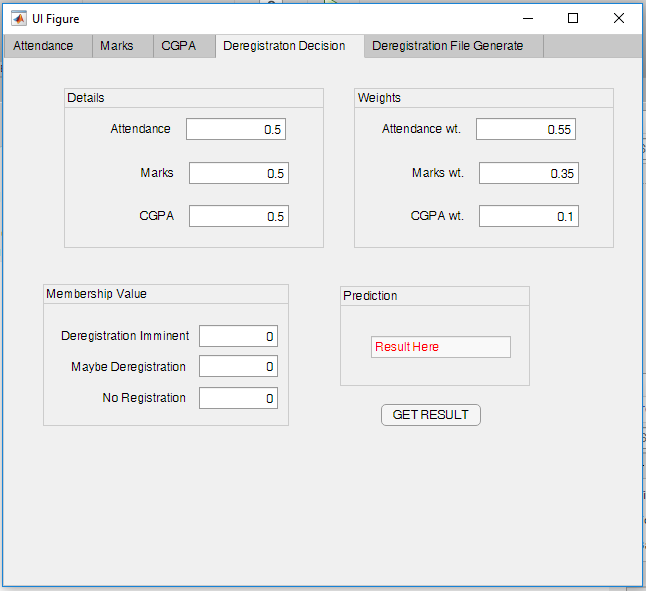 UI Figure
Attendance Marks CGPA Deregistraton Decision Deregistration File Generate
Details
Attendance 0.5
Marks 0.5
CGPA 0.5
Weights
Attendance wt. 0.55
Marks wt. 0.35
CGPA wt. 0.1
Membership Value
Deregistration Imminent 0
Maybe Deregistration 0
No Registration 0
Prediction
Result Here
GET RESULT